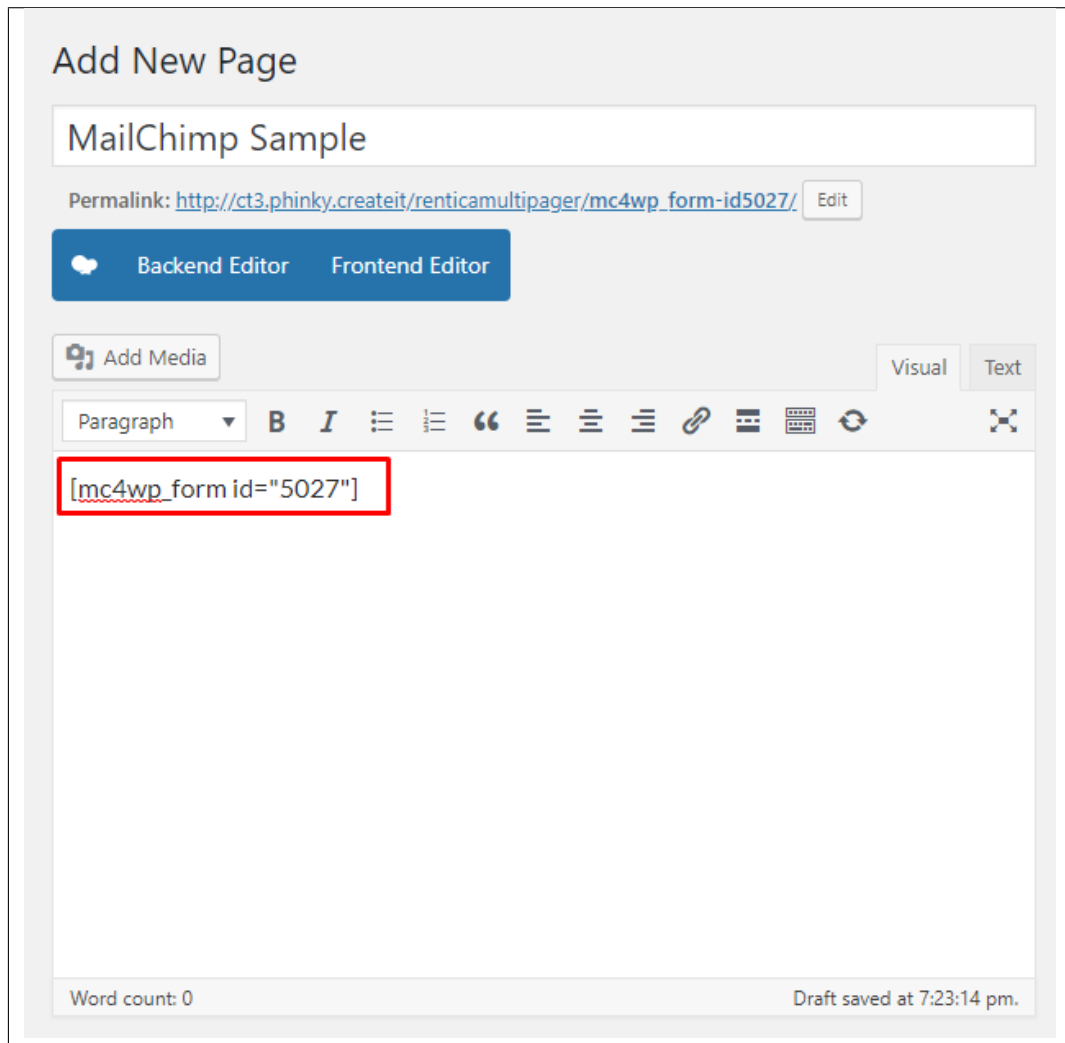 Add New Page
MailChimp Sample
Permalink: http://ct3.phinky.createit/renticamultipager/mc4wp_form-id5027/ Edit
Backend Editor Frontend Editor
Add Media
Visual Text
Paragraph
[mc4wp_form id="5027"]
Word count: 0 Draft saved at 7:23:14 pm.